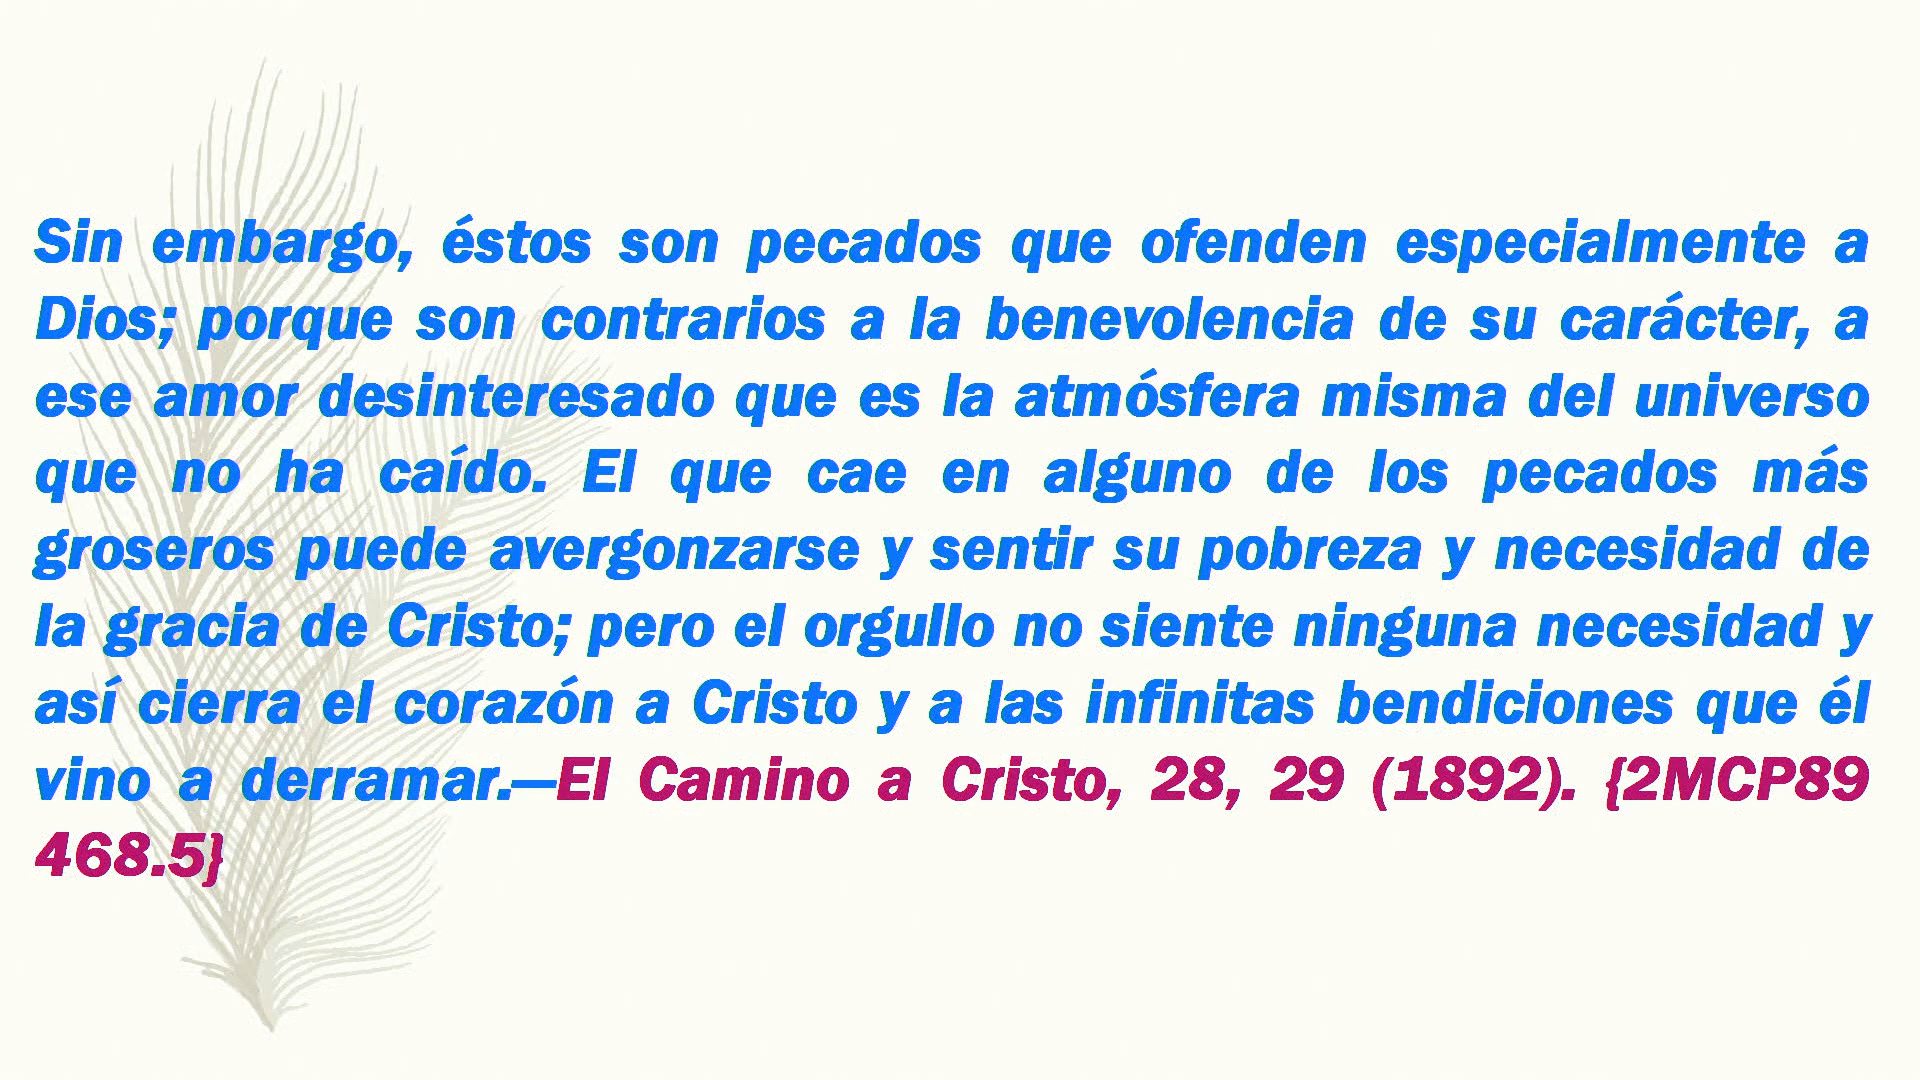 Sin embargo, éstos son pecados que ofenden especialmente a
Dios; porque son contrarios a la benevolencia de su carácter, a
ese amor desinteresado que es la atmósfera misma del universo
que no ha caído. El que cae en alguno de los pecados más
groseros puede avergonzarse y sentir su pobreza y necesidad de
la gracia de Cristo; pero el orgullo no siente ninguna necesidad y
así cierra el corazón a Cristo y a las infinitas bendiciones que él
vino a derramar.—El Camino a Cristo, 28, 29 (1892). {2MCP89
468.5}